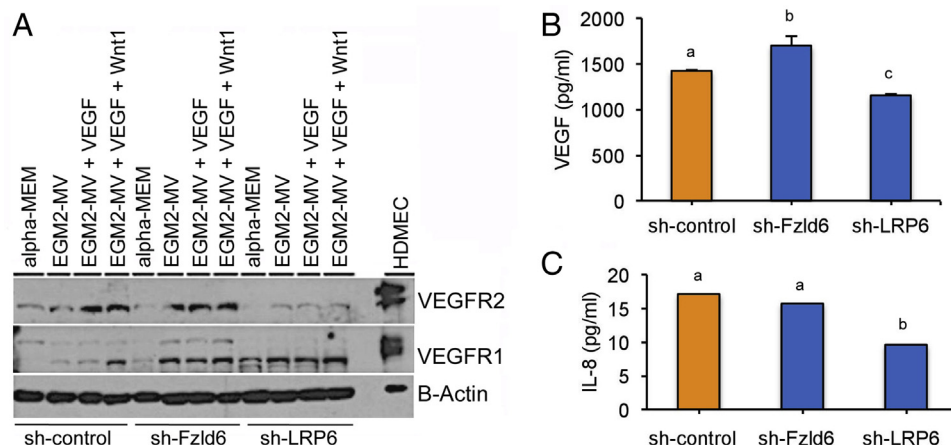 A
alpha-MEM
EGM2-MV
EGM2-MV + VEGF
EGM2-MV + VEGF + Wnt1
alpha-MEM
EGM2-MV
EGM2-MV + VEGF
EGM2-MV + VEGF + Wnt1
alpha-MEM
EGM2-MV
EGM2-MV + VEGF
EGM2-MV + VEGF + Wnt1
HDMEC
VEGFR2
VEGFR1
B-Actin
sh-control
sh-Fzld6
sh-LRP6
B
VEGF (pg/ml)
2000
1500
1000
500
0
a
b
c
sh-control
sh-Fzld6
sh-LRP6
C
IL-8 (pg/ml)
20
15
10
5
0
a
a
b
sh-control
sh-Fzld6
sh-LRP6